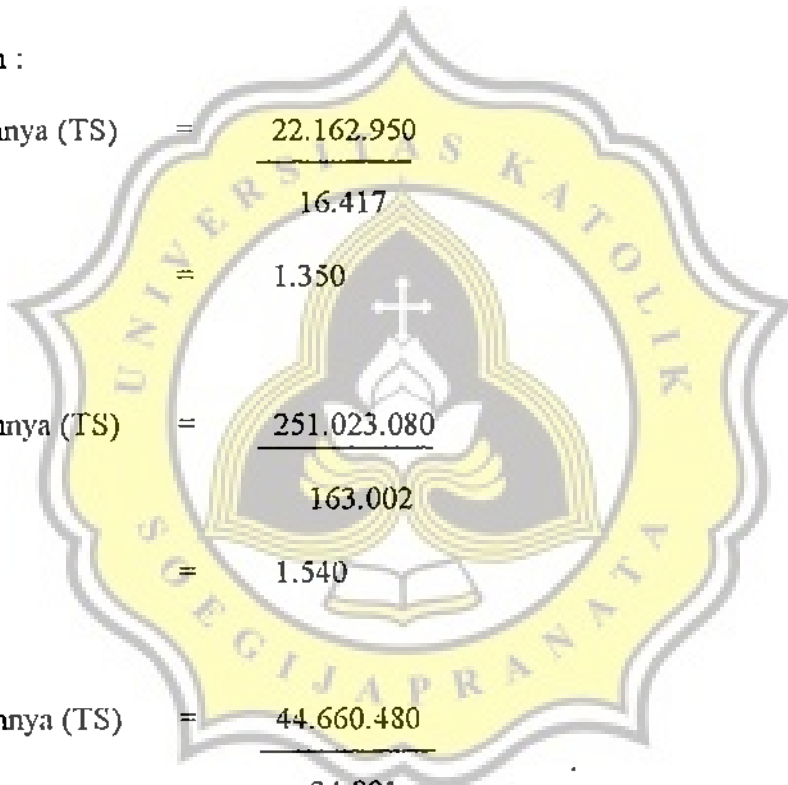 :
nya (TS) = 22.162.950
16.417
= 1.350
nya (TS) = 251.023.080
163.002
= 1.540
nya (TS) = 44.660.480
UNIVERSITAS KATOLIK
SOEGIJAPRANATA